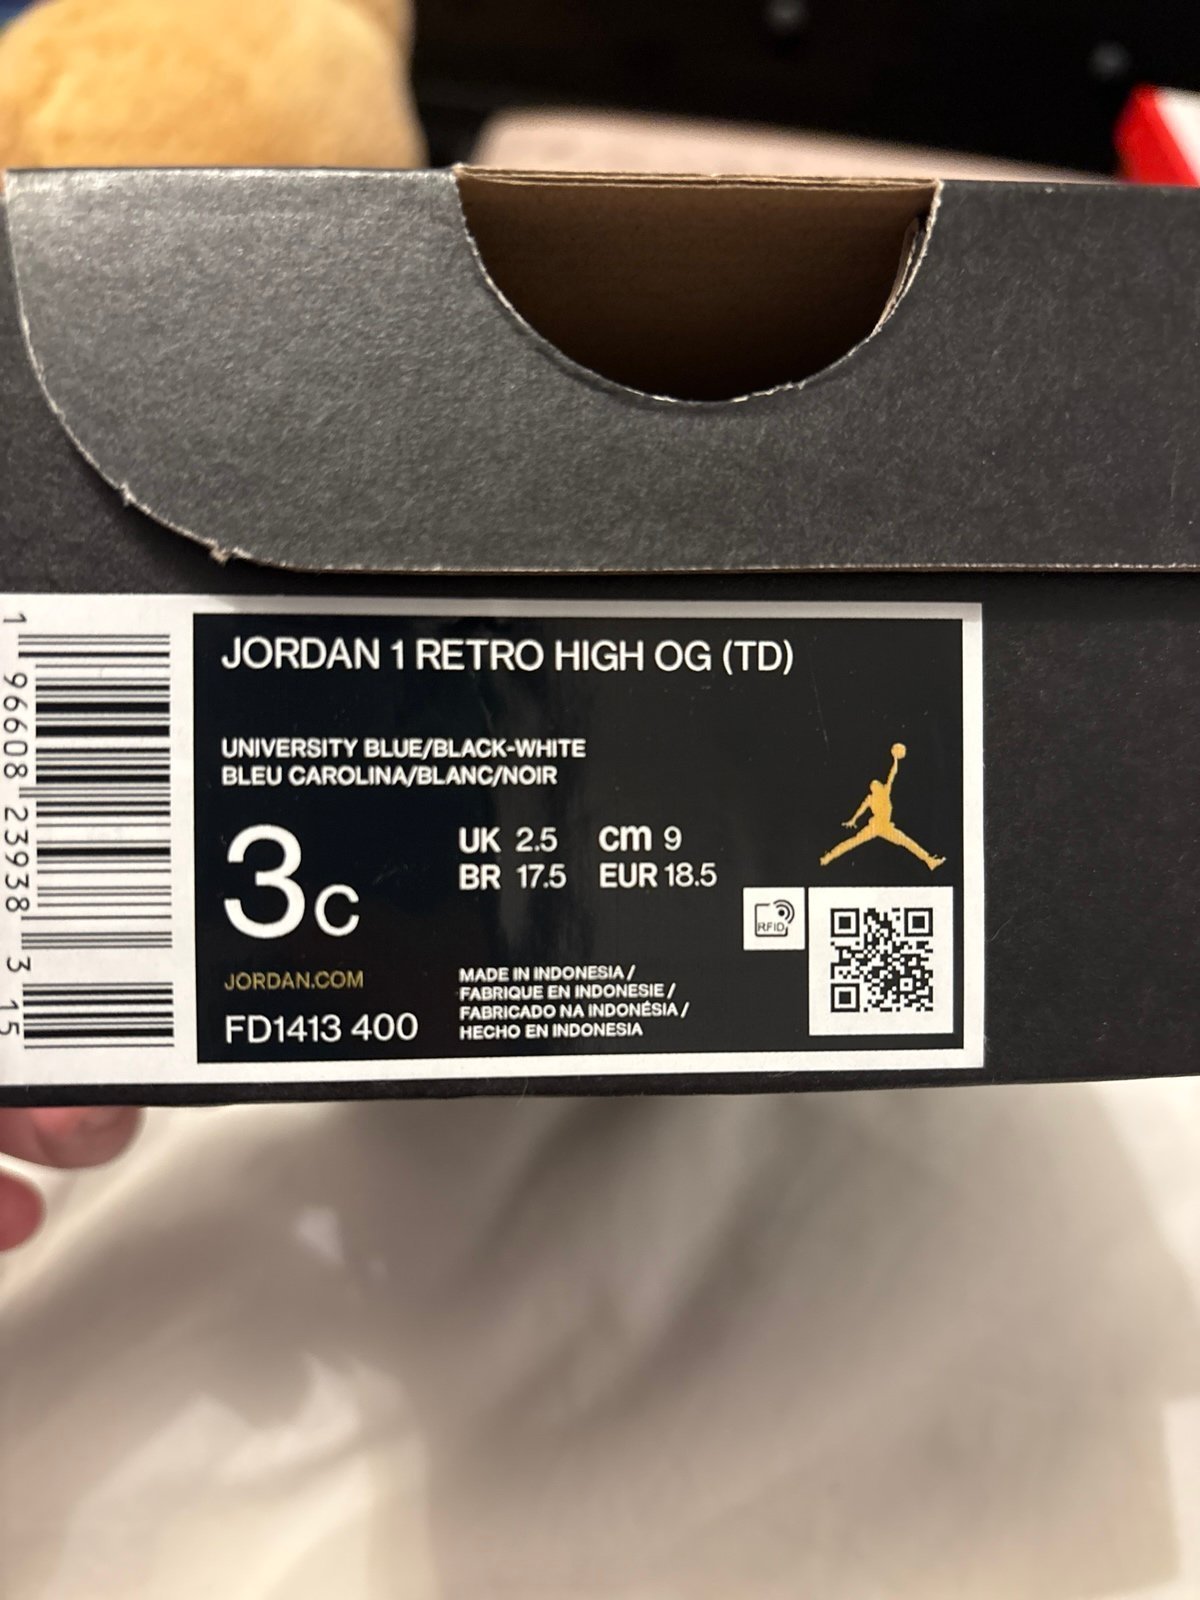 JORDAN 1 RETRO HIGH OG (TD)
UNIVERSITY BLUE/BLACK-WHITE
BLEU CAROLINA/BLANC/NOIR
3C
UK 2.5 cm 9
BR 17.5 EUR 18.5
RFID
JORDAN.COM
FD1413 400
MADE IN INDONESIA /
FABRIQUE EN INDONESIE /
FABRICADO NA INDONÉSIA /
HECHO EN INDONESIA
1 96608 23938 3 15